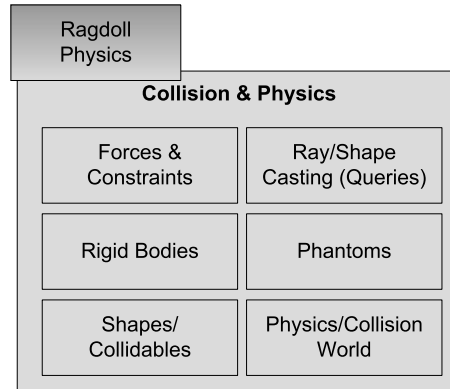 Ragdoll
Physics
Collision & Physics
Forces &
Constraints
Ray/Shape
Casting (Queries)
Rigid Bodies
Phantoms
Shapes/
Collidables
Physics/Collision
World